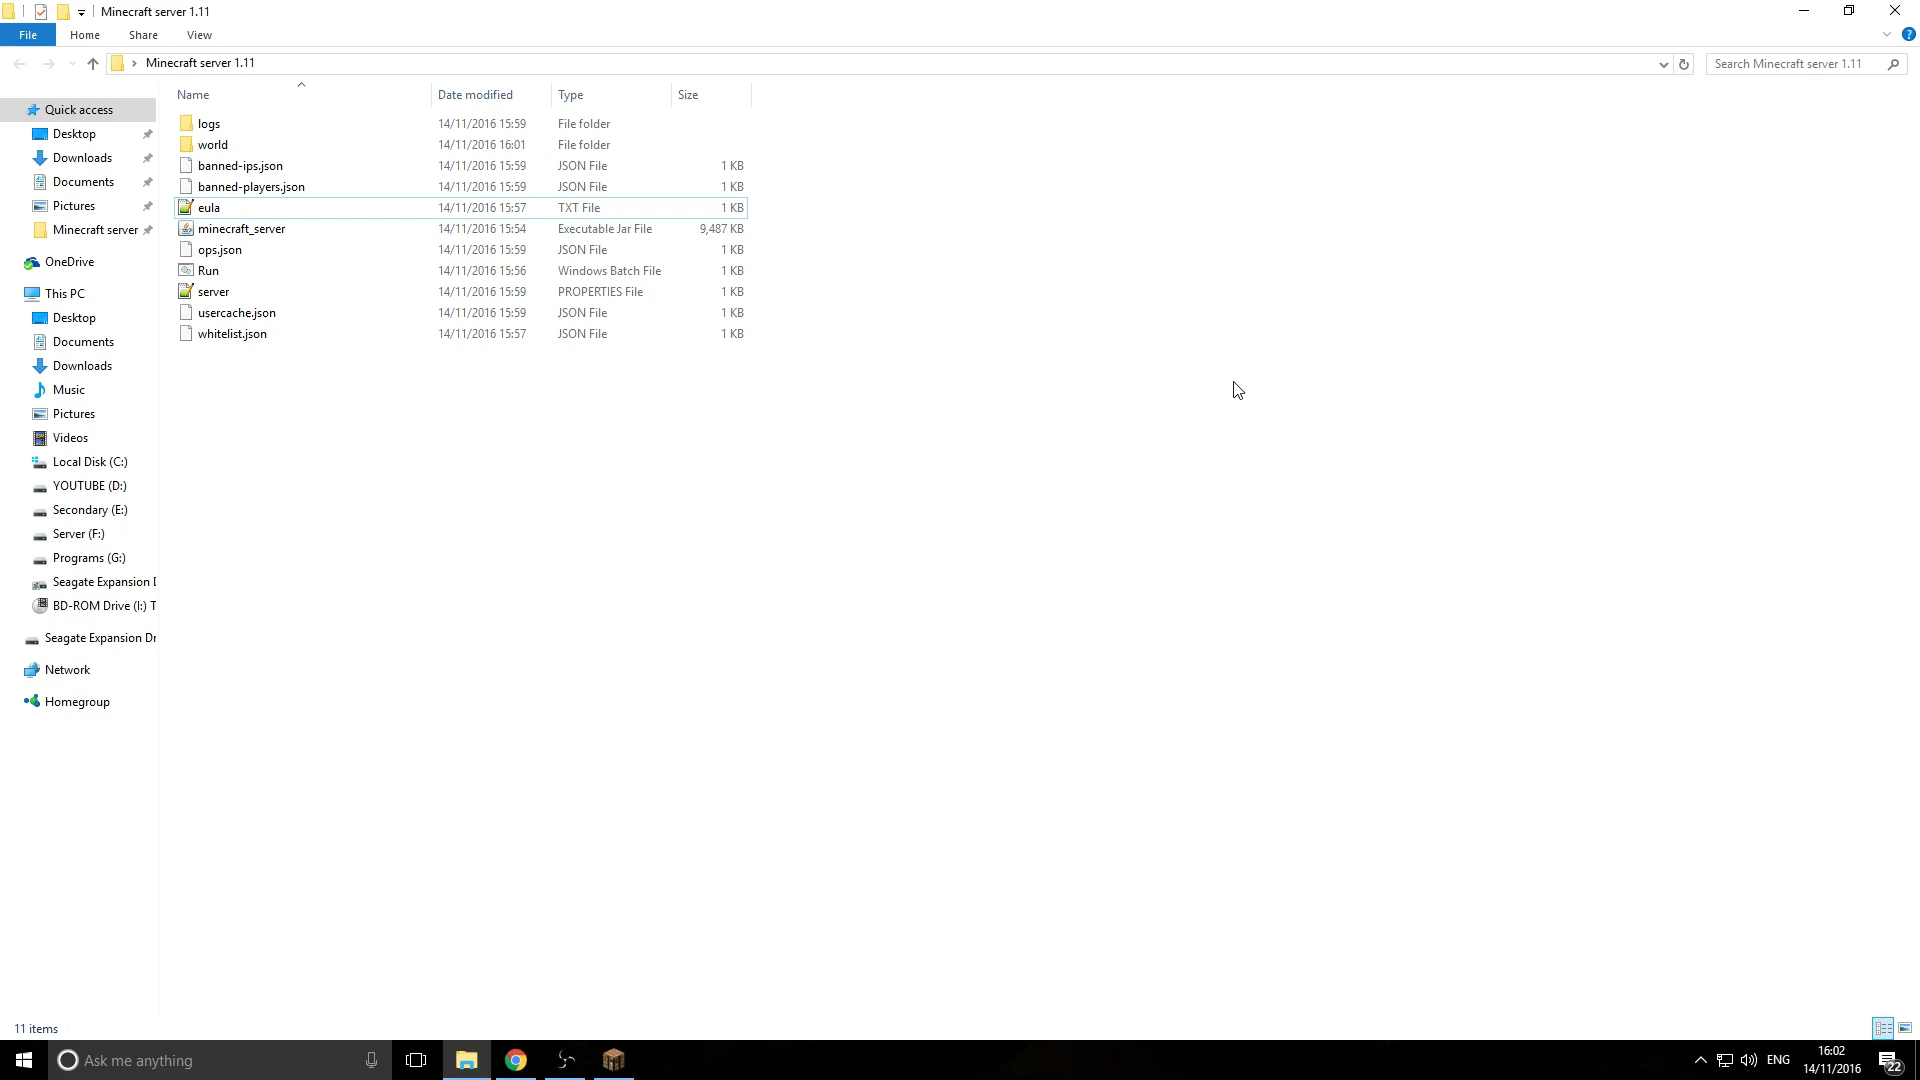 Minecraft server 1.11
File Home Share View
Minecraft server 1.11
Search Minecraft server 1.11
Name Date modified Type Size
Quick access
Desktop
Downloads
Documents
Pictures
Minecraft server
OneDrive
This PC
Desktop
Documents
Downloads
Music
Pictures
Videos
Local Disk (C:)
YOUTUBE (D:)
Secondary (E:)
Server (F:)
Programs (G:)
Seagate Expansion D
BD-ROM Drive (I:) T
Seagate Expansion Dr
Network
Homegroup
logs 14/11/2016 15:59 File folder
world 14/11/2016 16:01 File folder
banned-ips.json 14/11/2016 15:59 JSON File 1 KB
banned-players.json 14/11/2016 15:59 JSON File 1 KB
eula 14/11/2016 15:57 TXT File 1 KB
minecraft_server 14/11/2016 15:54 Executable Jar File 9,487 KB
ops.json 14/11/2016 15:59 JSON File 1 KB
Run 14/11/2016 15:56 Windows Batch File 1 KB
server 14/11/2016 15:59 PROPERTIES File 1 KB
usercache.json 14/11/2016 15:59 JSON File 1 KB
whitelist.json 14/11/2016 15:57 JSON File 1 KB
11 items
Ask me anything
ENG
16:02
14/11/2016
22